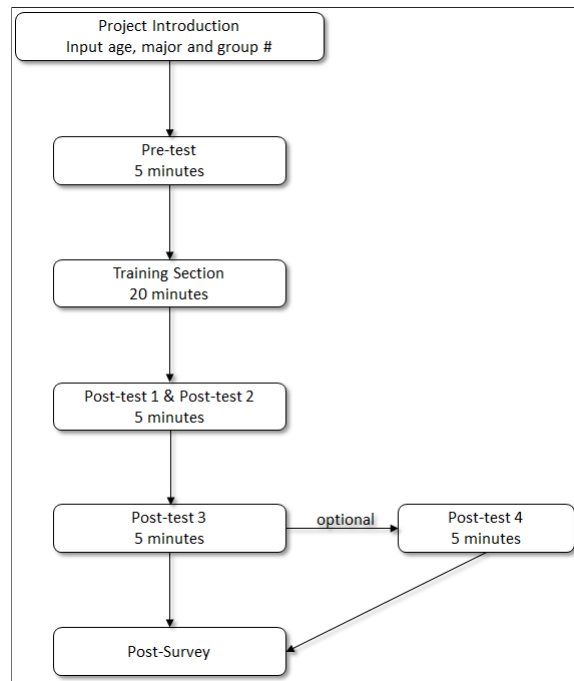 Project Introduction
Input age, major and group #
Pre-test
5 minutes
Training Section
20 minutes
Post-test 1 & Post-test 2
5 minutes
Post-test 3
5 minutes
optional
Post-test 4
5 minutes
Post-Survey